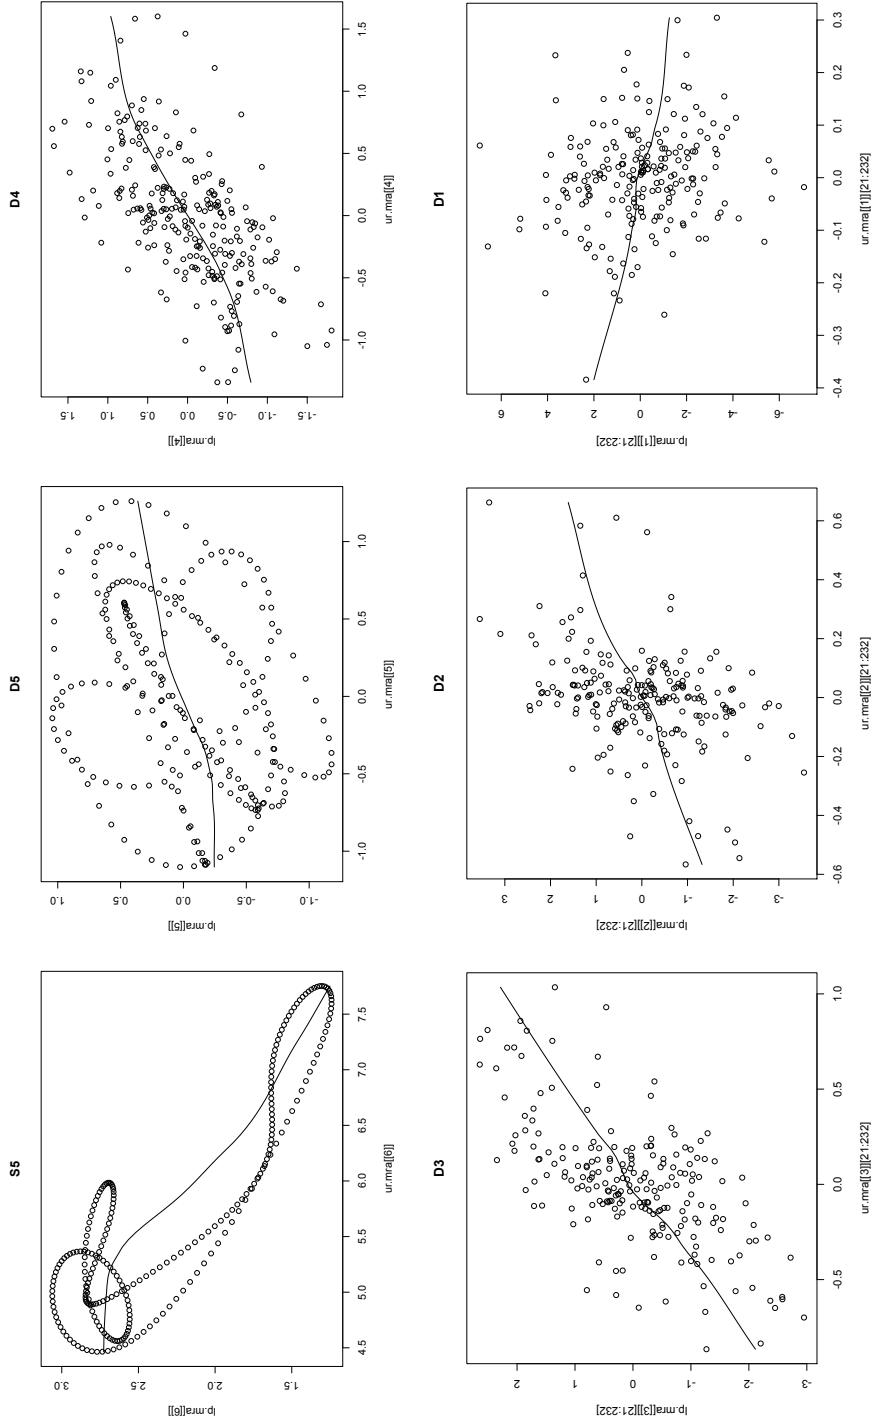 S5
lp.mra[[6]]
3.0
2.5
2.0
1.5
4.5 5.0 5.5 6.0 6.5 7.0 7.5
ur.mra[[6]]
D5
lp.mra[[5]]
1.0
0.5
0.0
-0.5
-1.0
-1.0 -0.5 0.0 0.5 1.0
ur.mra[[5]]
D4
lp.mra[[4]]
1.5
1.0
0.5
0.0
-0.5
-1.0
-1.5
-1.0 -0.5 0.0 0.5 1.0 1.5
ur.mra[[4]]
D3
lp.mra[[3]][21:232]
2
1
0
-1
-2
-3
-0.5 0.0 0.5 1.0
ur.mra[[3]][21:232]
D2
lp.mra[[2]][21:232]
3
2
1
0
-1
-2
-3
-0.6 -0.4 -0.2 0.0 0.2 0.4 0.6
ur.mra[[2]][21:232]
D1
lp.mra[[1]][21:232]
6
4
2
0
-2
-4
-6
-0.4 -0.3 -0.2 -0.1 0.0 0.1 0.2 0.3
ur.mra[[1]][21:232]